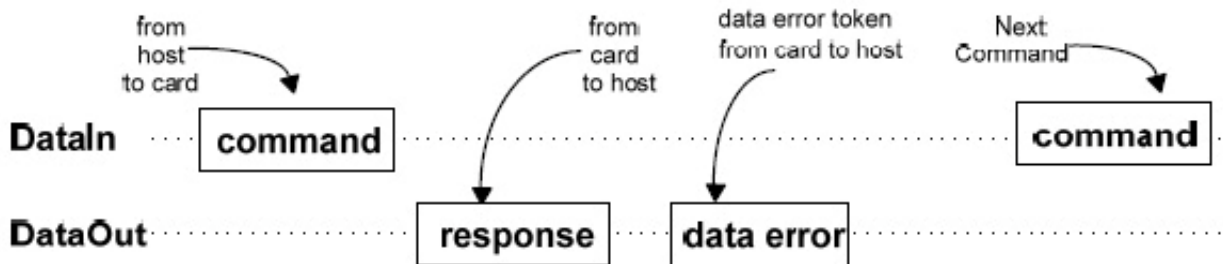 from
host
to card
from
card
to host
data error token
from card to host
Next
Command
DataIn
command
command
DataOut
response
data error